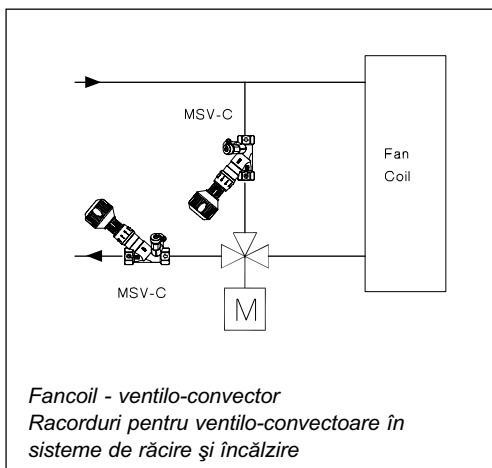 MSV-C
Fan
Coil
MSV-C
M
Fancoil - ventilo-convector
Racorduri pentru ventilo-convectoare în
sisteme de răcire şi încălzire